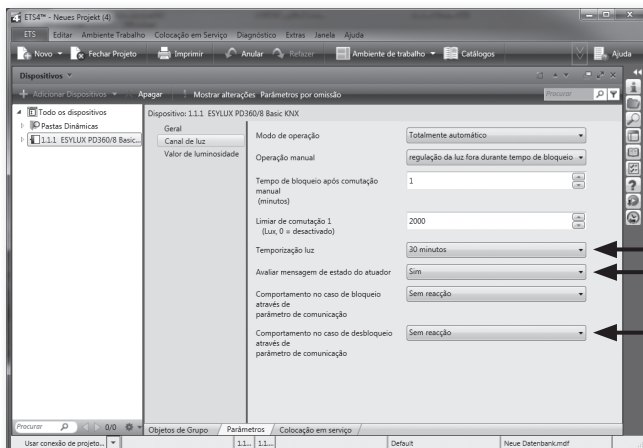 ETS4™ - Neues Projekt (4)
ETS Editar Ambiente Trabalho Colocação em Serviço Diagnóstico Extras Janela Ajuda
Novo Fechar Projeto Imprimir Anular Refazer Ambiente de trabalho Catálogos Ajuda
Dispositivos
Adicionar Dispositivos Apagar Mostrar alterações Parâmetros por omissão Procurar
Todo os dispositivos
Pastas Dinâmicas
1.1.1 ESYLUX PD360/8 Basic...
Dispositivo: 1.1.1 ESYLUX PD360/8 Basic KNX
Geral
Canal de luz
Valor de luminosidade
Modo de operação Totalmente automático
Operação manual regulação da luz fora durante tempo de bloqueio
Tempo de bloqueio após comutação 1
manual
(minutos)
Limiar de comutação 1 2000
(Lux, 0 = desactivado)
Temporização luz 30 minutos
Avaliar mensagem de estado do atuador Sim
Comportamento no caso de bloqueio Sem reacção
através de
parâmetro de comunicação
Comportamento no caso de desbloqueio Sem reacção
através de
parâmetro de comunicação
Procurar 0/0
Objetos de Grupo Parâmetros Colocação em serviço
Usar conexão de projeto... 1.1... 1.1... Default Neue Datenbank.mdf